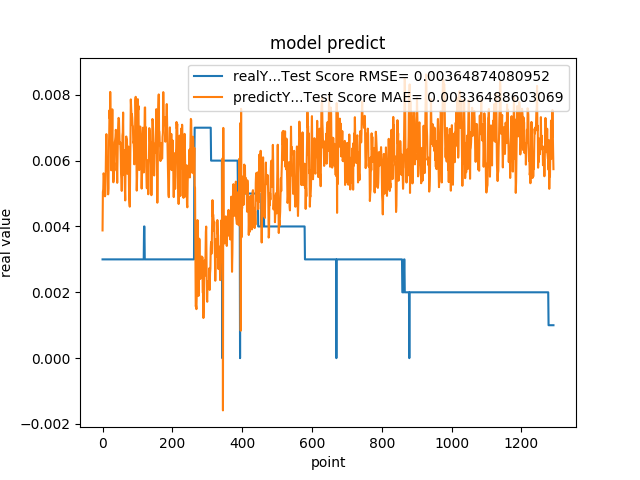 model predict
realY...Test Score RMSE= 0.00364874080952
predictY...Test Score MAE= 0.00336488603069
real value
0.008
0.006
0.004
0.002
0.000
−0.002
0 200 400 600 800 1000 1200
point